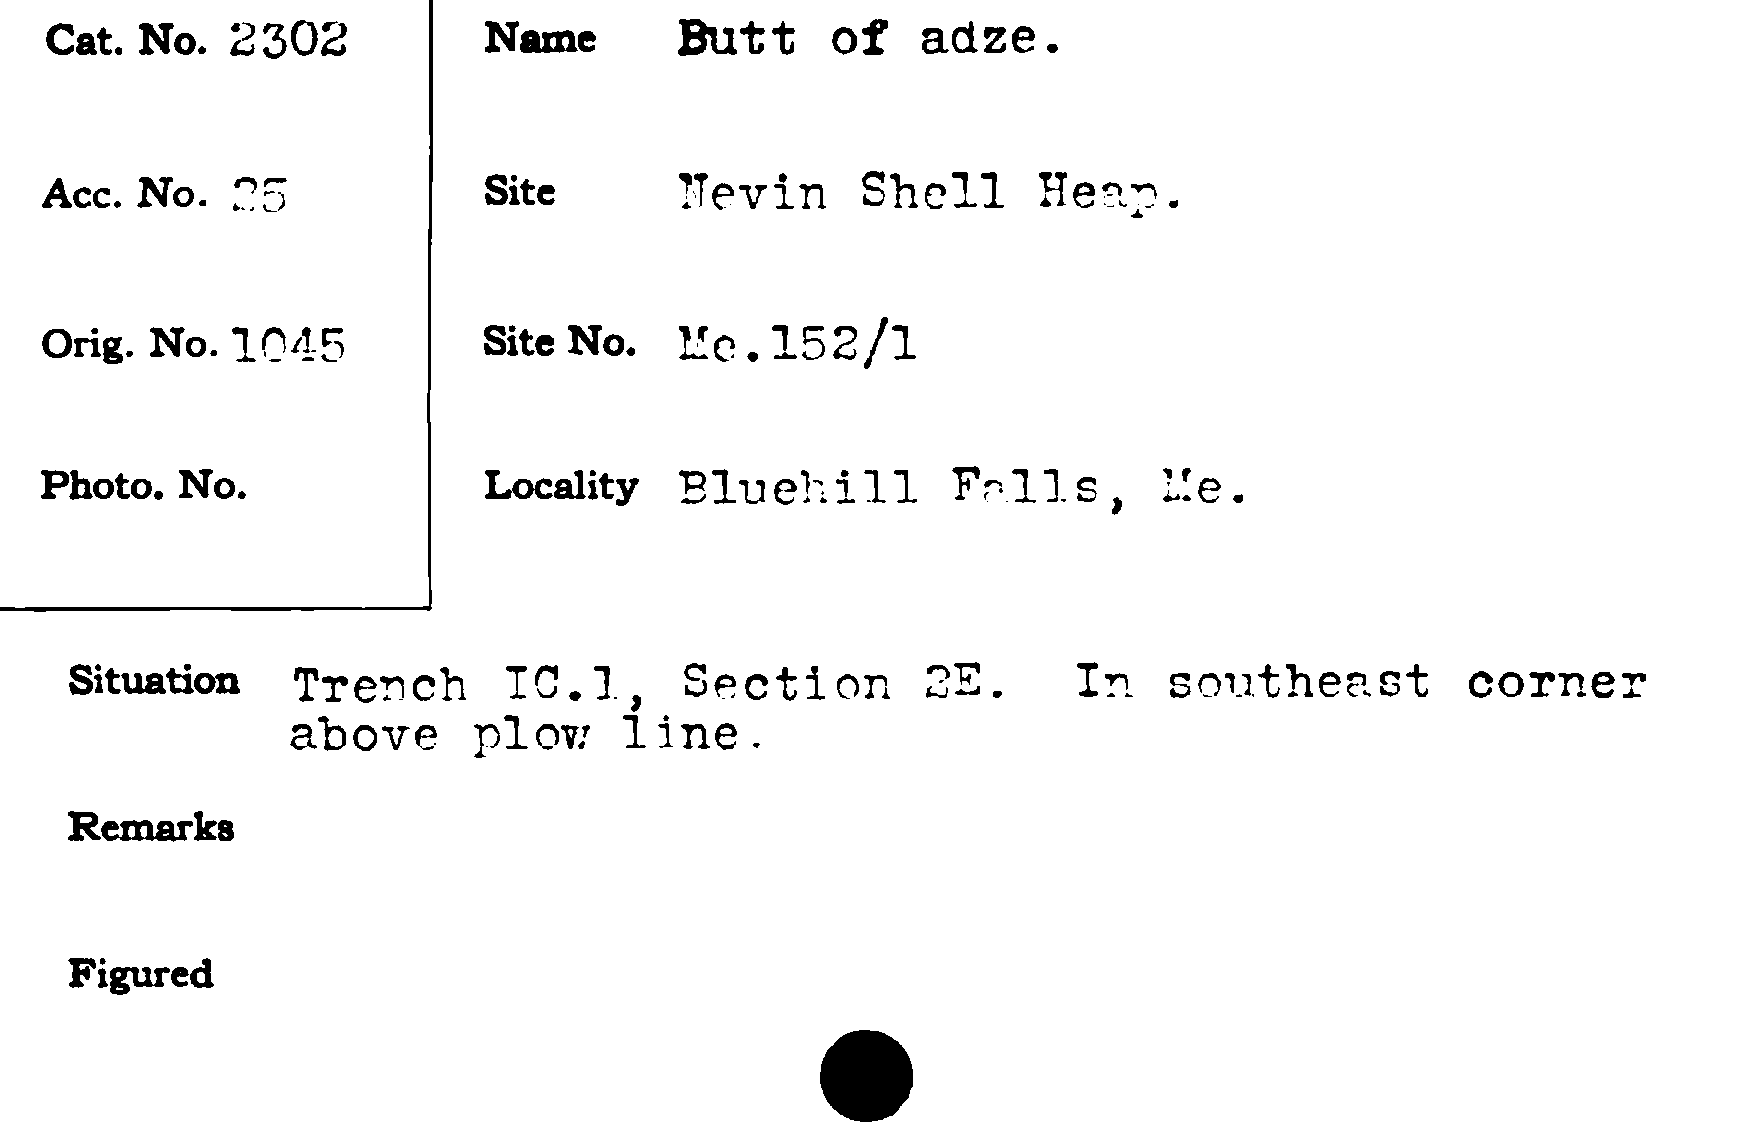 Cat. No. 2302
Name Butt of adze.
Acc. No. 25
Site Nevin Shell Heap.
Orig. No. 1045
Site No. Me.152/1
Photo. No.
Locality Bluehill Falls, Me.
Situation Trench IC.1, Section 2E. In southeast corner
above plow line.
Remarks
Figured